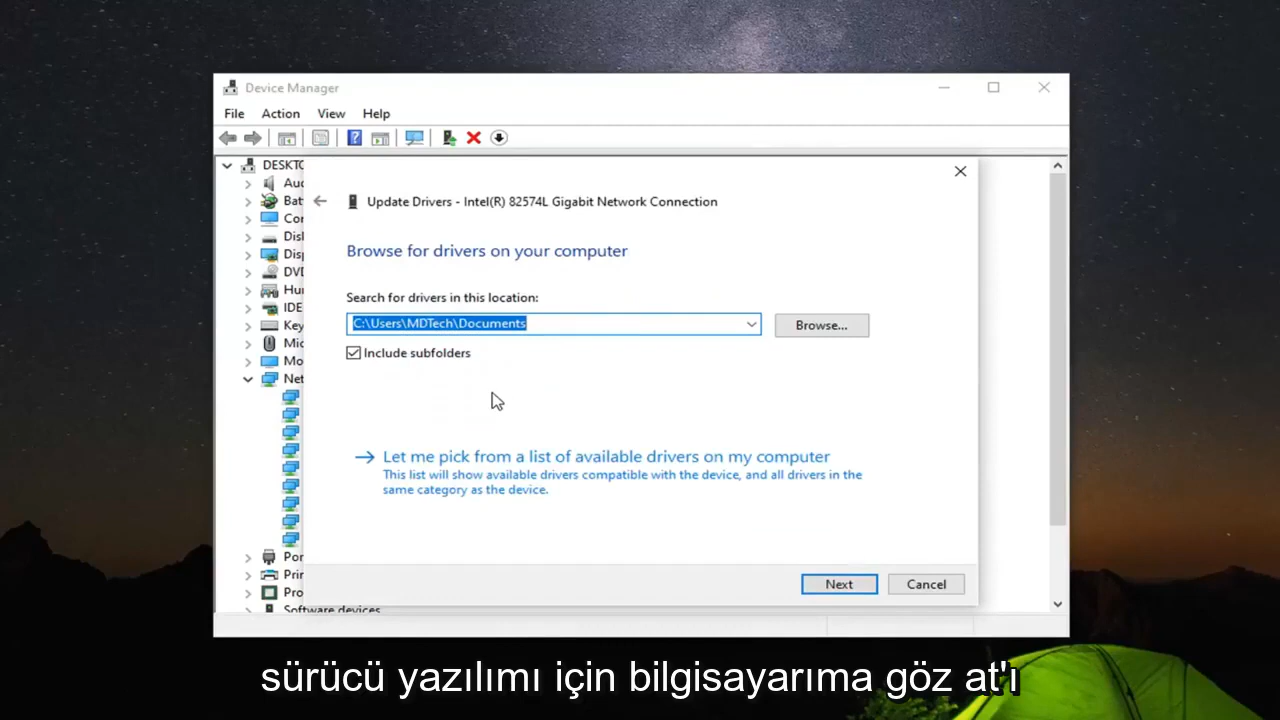 Device Manager
File Action View Help
DESKTO
Aud
Bat
Cor
Disl
Disp
DVD
Hur
IDE
Key
Mic
Mo
Net
Por
Prin
Pro
Software devices
Update Drivers - Intel(R) 82574L Gigabit Network Connection
Browse for drivers on your computer
Search for drivers in this location:
C:\Users\MDTech\Documents
Browse...
Include subfolders
Let me pick from a list of available drivers on my computer
This list will show available drivers compatible with the device, and all drivers in the
same category as the device.
Next Cancel
sürücü yazılımı için bilgisayarıma göz at'ı